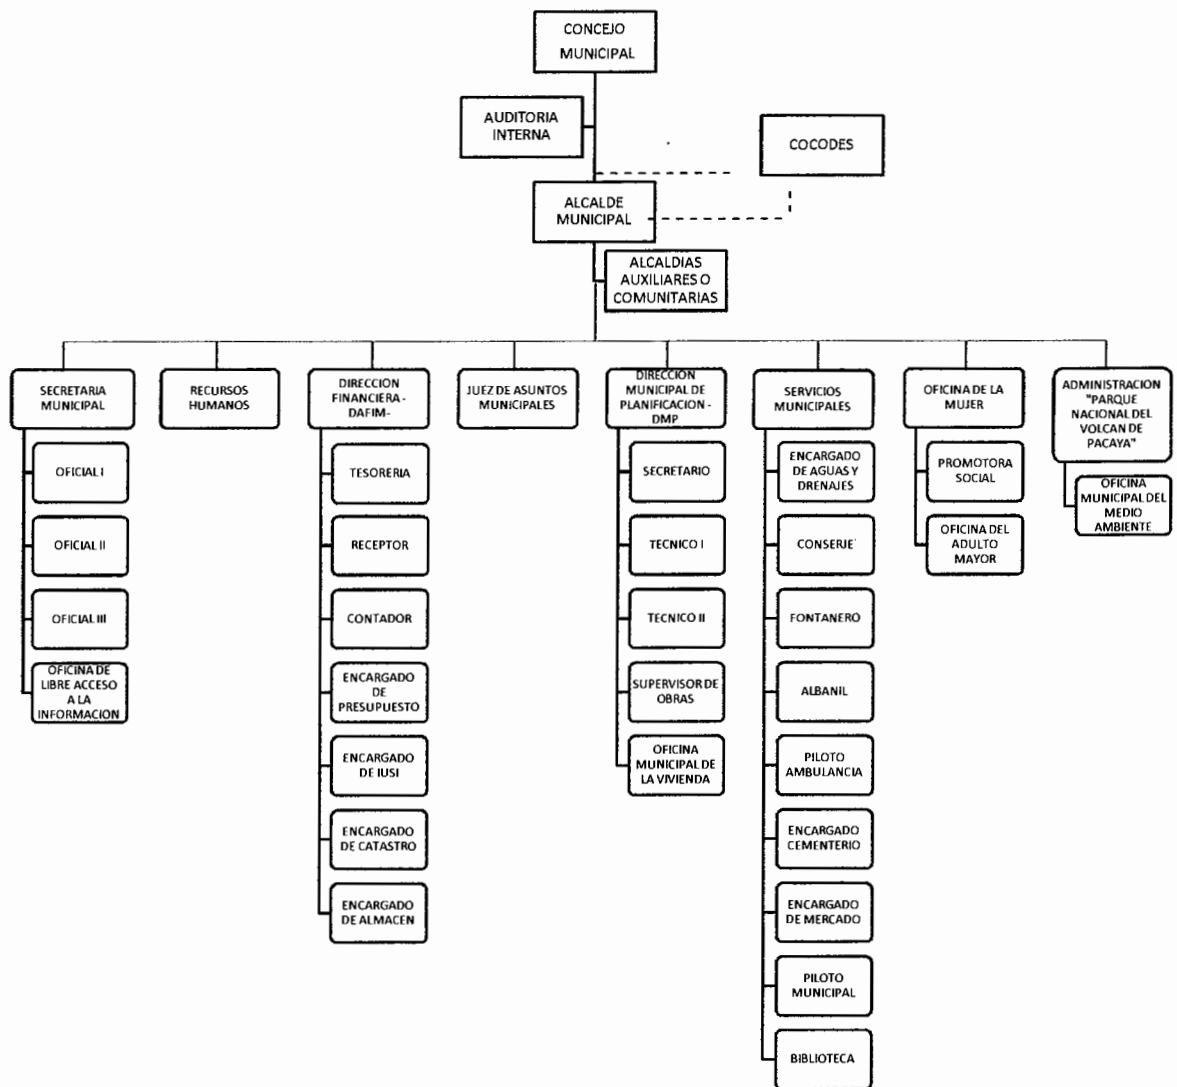 CONCEJO
MUNICIPAL
AUDITORIA
INTERNA
COCODES
ALCALDE
MUNICIPAL
ALCALDIAS
AUXILIARES O
COMUNITARIAS
SECRETARIA
MUNICIPAL
OFICIAL I
OFICIAL II
OFICIAL III
OFICINA DE
LIBRE ACCESO
A LA
INFORMACION
RECURSOS
HUMANOS
DIRECCION
FINANCIERA -
DAFIM-
TESORERIA
RECEPTOR
CONTADOR
ENCARGADO
DE
PRESUPUESTO
ENCARGADO
DE IUSI
ENCARGADO
DE CATASTRO
ENCARGADO
DE ALMACEN
JUEZ DE ASUNTOS
MUNICIPALES
DIRECCION
MUNICIPAL DE
PLANIFICACION -
DMP
SECRETARIO
TECNICO I
TECNICO II
SUPERVISOR DE
OBRAS
OFICINA
MUNICIPAL DE
LA VIVIENDA
SERVICIOS
MUNICIPALES
ENCARGADO
DE AGUAS Y
DRENAJES
CONSERJE
FONTANERO
ALBANIL
PILOTO
AMBULANCIA
ENCARGADO
CEMENTERIO
ENCARGADO
DE MERCADO
PILOTO
MUNICIPAL
BIBLIOTECA
OFICINA DE LA
MUJER
PROMOTORA
SOCIAL
OFICINA DEL
ADULTO
MAYOR
ADMINISTRACION
"PARQUE
NACIONAL DEL
VOLCAN DE
PACAYA"
OFICINA
MUNICIPAL DEL
MEDIO
AMBIENTE